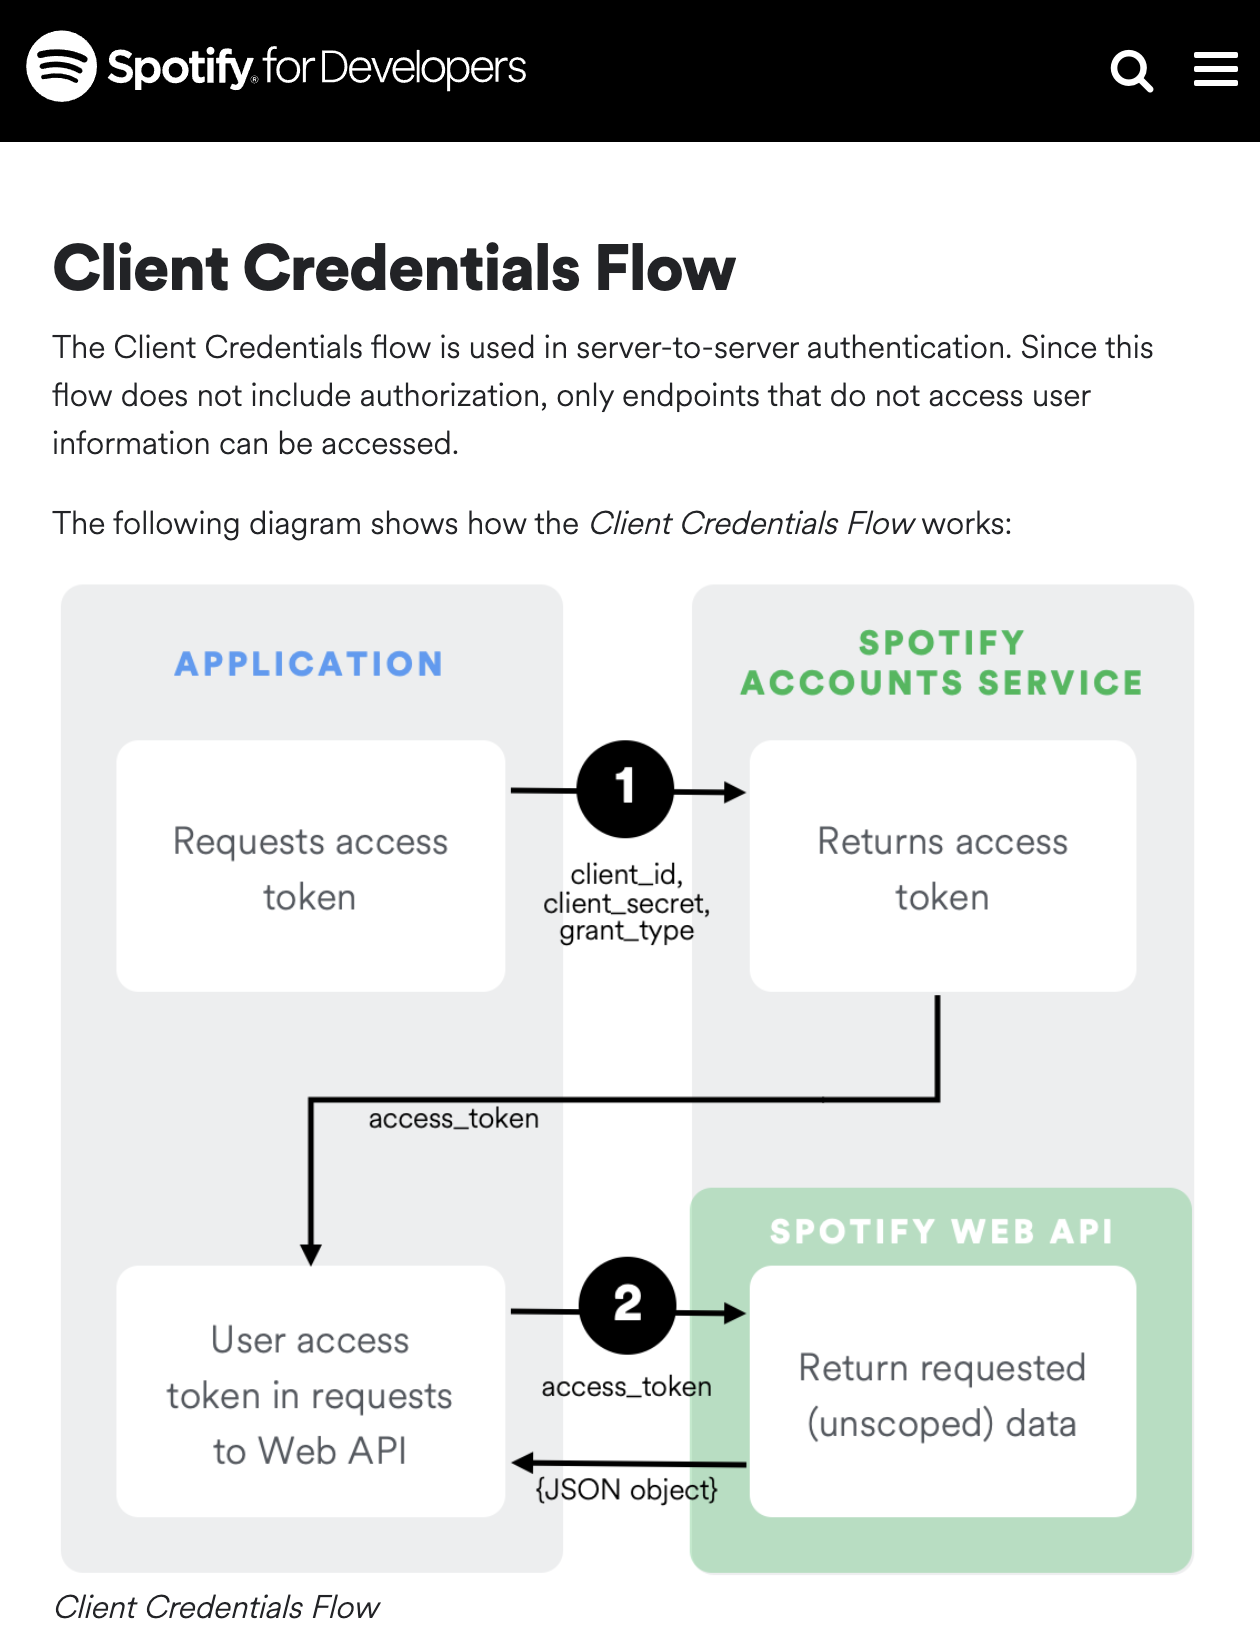 Spotify® for Developers
Client Credentials Flow
The Client Credentials flow is used in server-to-server authentication. Since this
flow does not include authorization, only endpoints that do not access user
information can be accessed.
The following diagram shows how the Client Credentials Flow works:
APPLICATION
SPOTIFY
ACCOUNTS SERVICE
Requests access
token
1
client_id,
client_secret,
grant_type
Returns access
token
access_token
SPOTIFY WEB API
User access
token in requests
to Web API
2
access_token
{JSON object}
Return requested
(unscoped) data
Client Credentials Flow